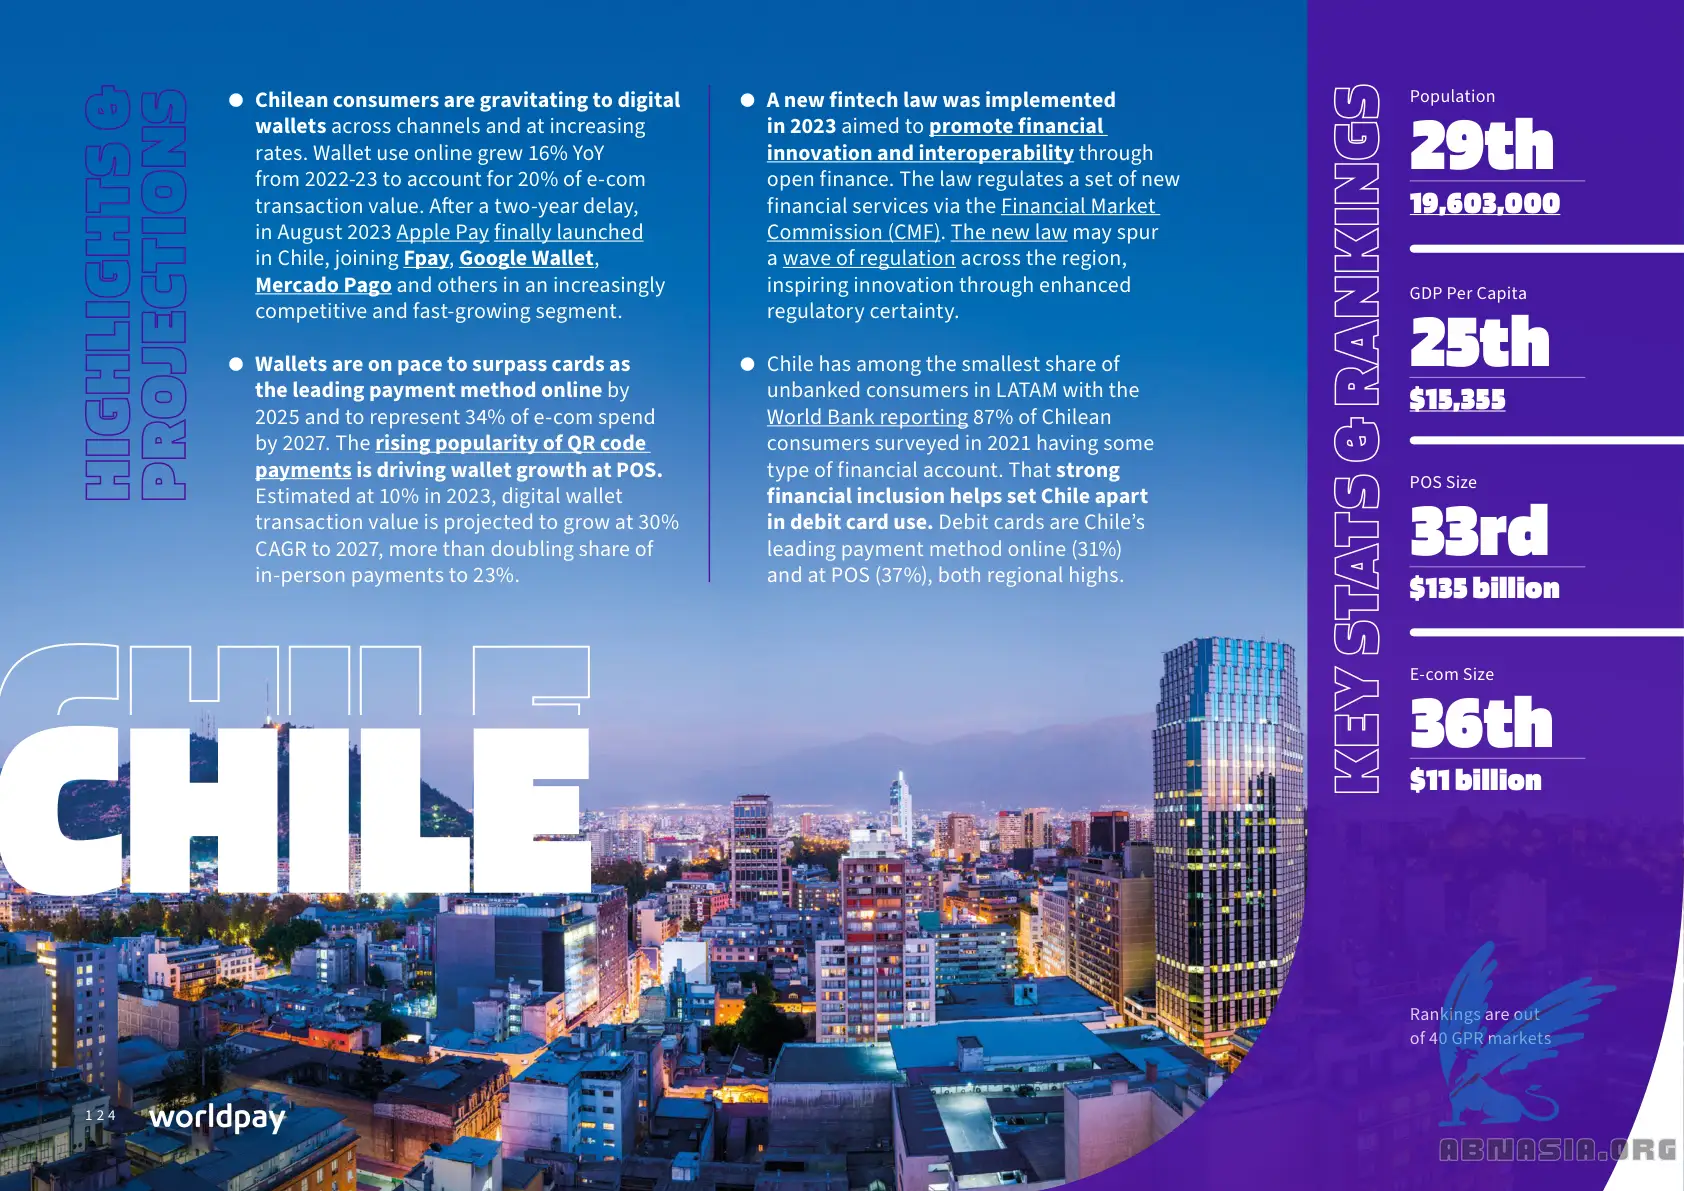 HIGHLIGHTS &
PROJECTIONS
● Chilean consumers are gravitating to digital
wallets across channels and at increasing
rates. Wallet use online grew 16% YoY
from 2022-23 to account for 20% of e-com
transaction value. After a two-year delay,
in August 2023 Apple Pay finally launched
in Chile, joining Fpay, Google Wallet,
Mercado Pago and others in an increasingly
competitive and fast-growing segment.
● Wallets are on pace to surpass cards as
the leading payment method online by
2025 and to represent 34% of e-com spend
by 2027. The rising popularity of QR code
payments is driving wallet growth at POS.
Estimated at 10% in 2023, digital wallet
transaction value is projected to grow at 30%
CAGR to 2027, more than doubling share of
in-person payments to 23%.
● A new fintech law was implemented
in 2023 aimed to promote financial
innovation and interoperability through
open finance. The law regulates a set of new
financial services via the Financial Market
Commission (CMF). The new law may spur
a wave of regulation across the region,
inspiring innovation through enhanced
regulatory certainty.
● Chile has among the smallest share of
unbanked consumers in LATAM with the
World Bank reporting 87% of Chilean
consumers surveyed in 2021 having some
type of financial account. That strong
financial inclusion helps set Chile apart
in debit card use. Debit cards are Chile's
leading payment method online (31%)
and at POS (37%), both regional highs.
CHILE
CHILE
KEY STATS & RANKINGS
Population
29th
19,603,000
GDP Per Capita
25th
$15,355
POS Size
33rd
$135 billion
E-com Size
36th
$11 billion
Rankings are out
of 40 GPR markets
124
worldpay
ABNASIA.ORG